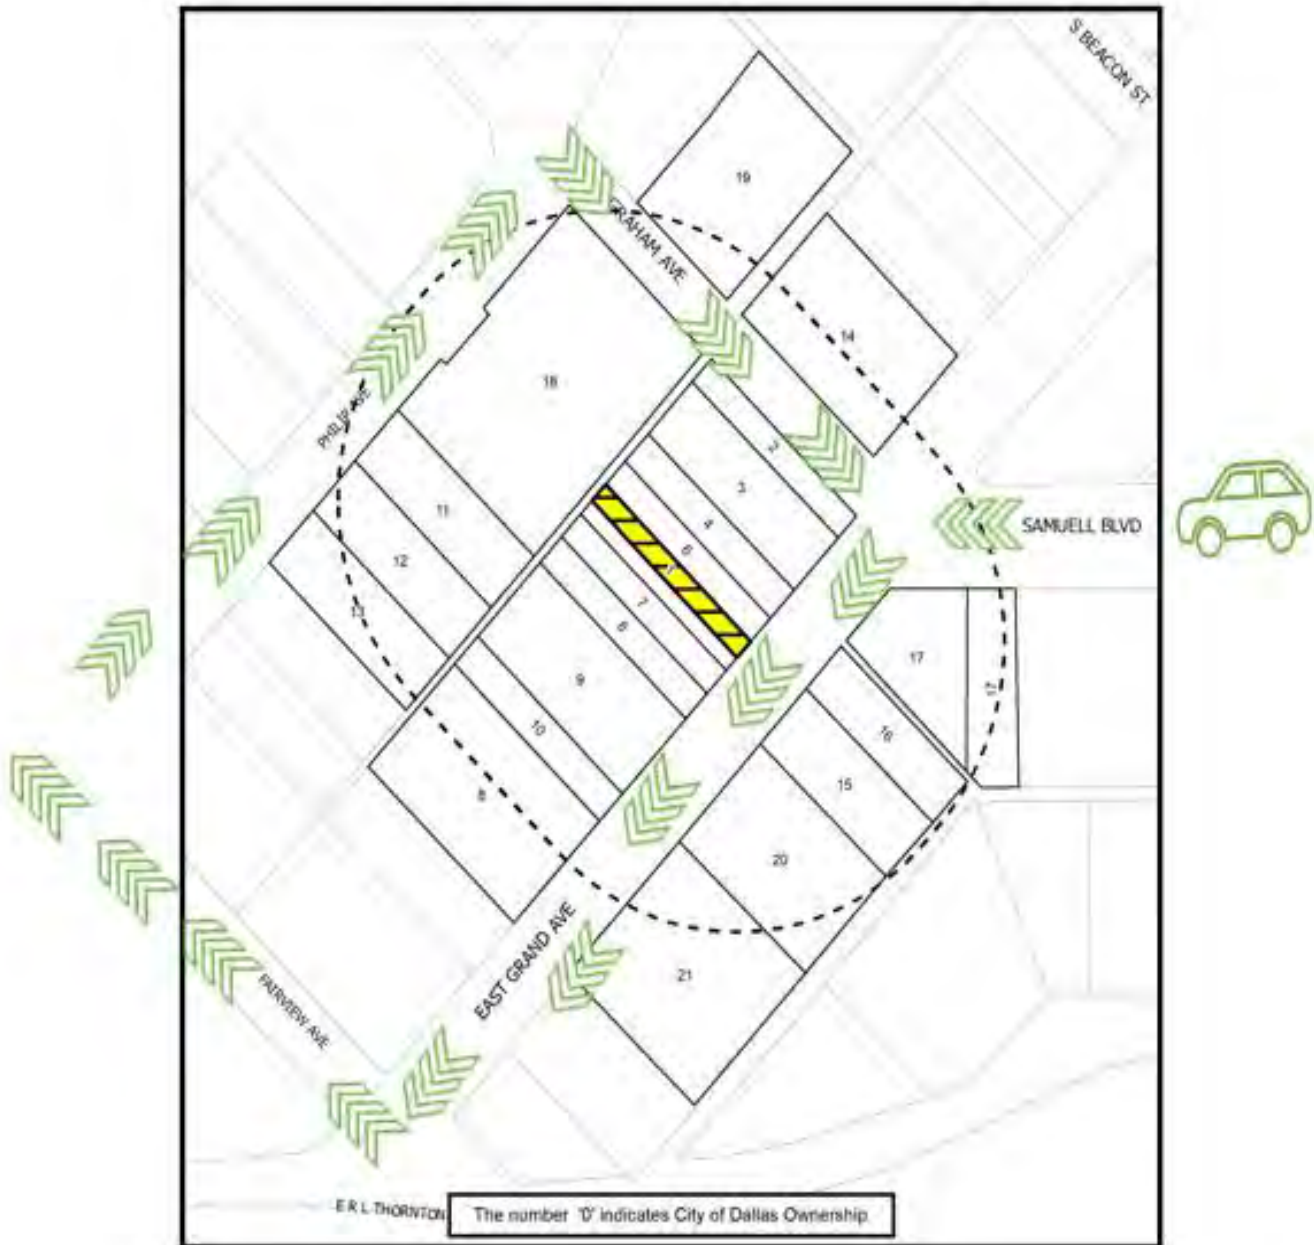 S BEACON ST
19
GRAHAM AVE
14
18
PHILIP AVE
2
3
11
4
SAMUELL BLVD
12
1
7
13
17
17
9
16
10
15
8
20
EAST GRAND AVE
21
FAIRVIEW AVE
E R L THORNTON
The number '0' indicates City of Dallas Ownership